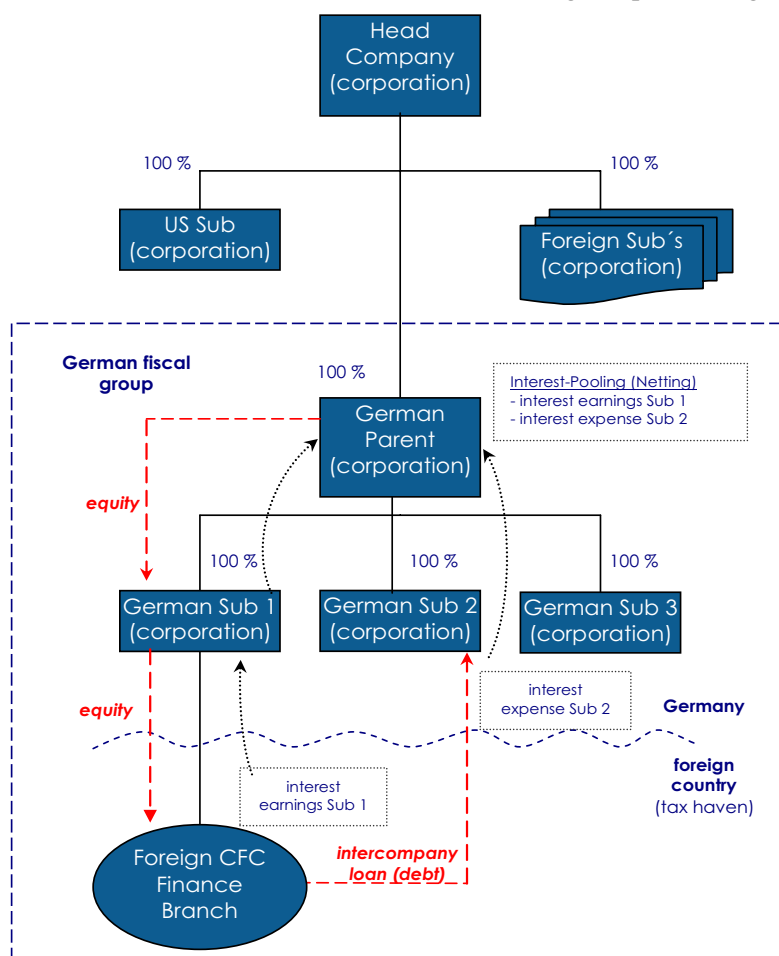 Head
Company
(corporation)
100 %
100 %
US Sub
(corporation)
Foreign Sub´s
(corporation)
German fiscal
group
100 %
Interest-Pooling (Netting)
- interest earnings Sub 1
- interest expense Sub 2
German
Parent
(corporation)
equity
100 %
100 %
100 %
German Sub 1
(corporation)
German Sub 2
(corporation)
German Sub 3
(corporation)
equity
interest
expense Sub 2
Germany
interest
earnings Sub 1
foreign
country
(tax haven)
Foreign CFC
Finance
Branch
intercompany
loan (debt)